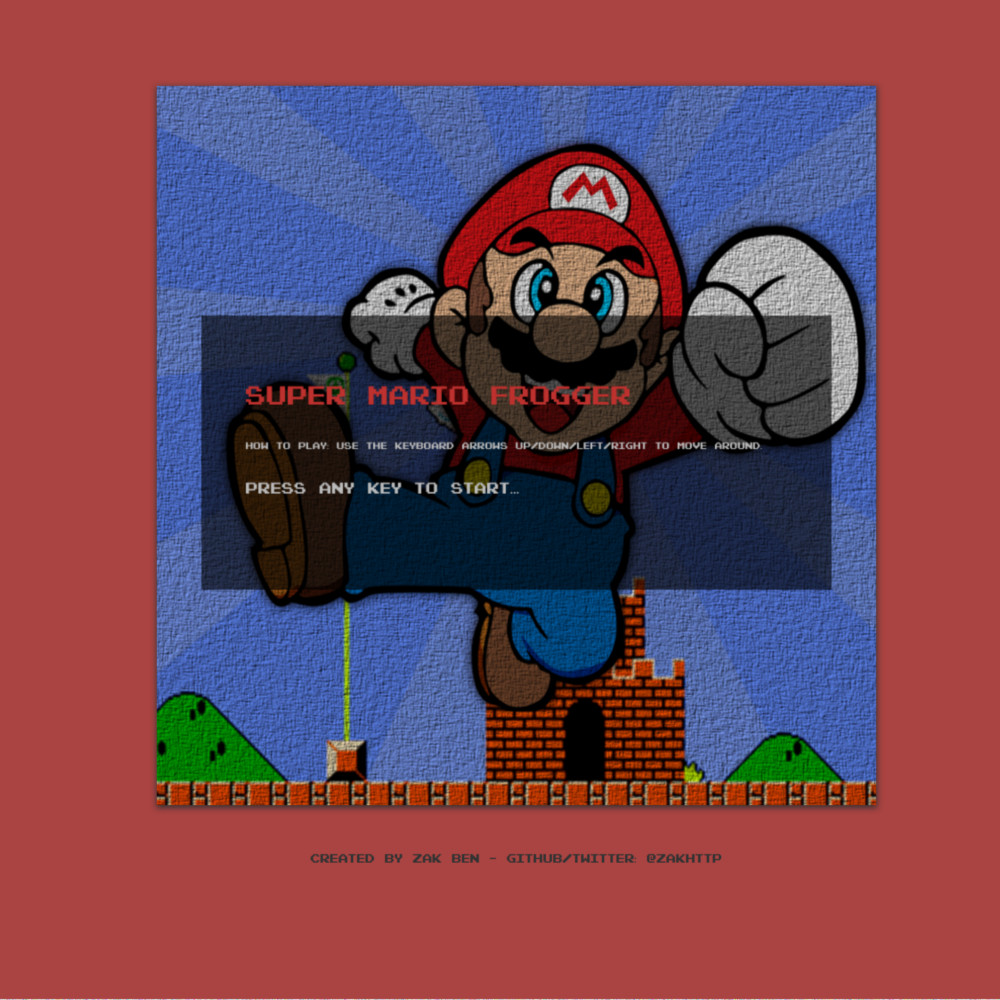 M
SUPER MARIO FROGGER
HOW TO PLAY: USE THE KEYBOARD ARROWS UP/DOWN/LEFT/RIGHT TO MOVE AROUND.
PRESS ANY KEY TO START...
CREATED BY ZAK BEN - GITHUB/TWITTER: @ZAKHTTP